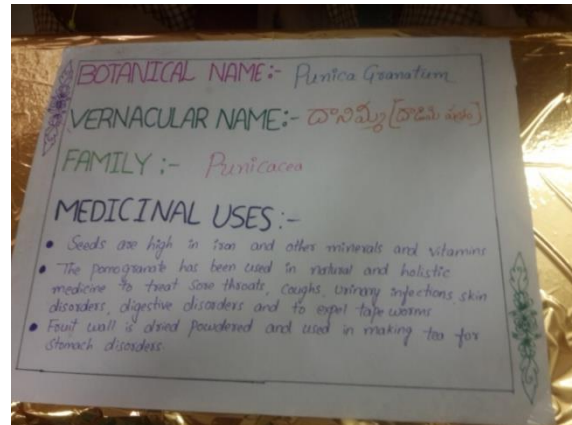 BOTANICAL NAME:- Punica Granatum
VERNACULAR NAME:- దానిమ్మ [దాడిమ ఫలం]
FAMILY :- Punicacea
MEDICINAL USES:-
• Seeds are high in iron and other minerals and vitamins
• The pomogranate has been used in natural and holistic
medicine to treat Sore throats, Coughs, Urinary infections skin
disorders, digestive disorders and to expel tape worms
• Fruit wall is dried powdered and used in making tea for
Stomach disorders.